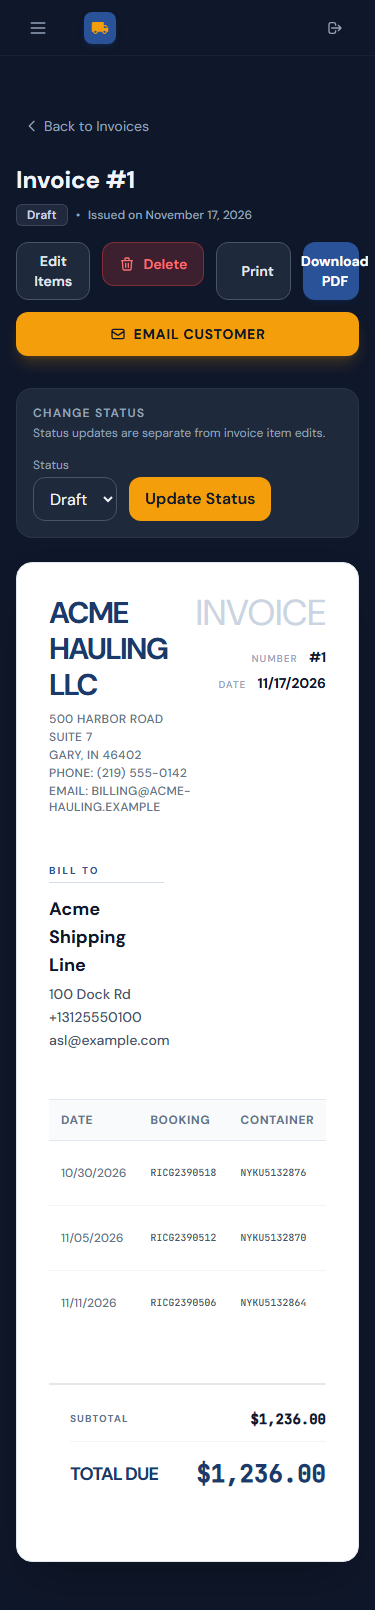 Back to Invoices
Invoice #1
Draft • Issued on November 17, 2026
Edit Items
Delete
Print
Download PDF
EMAIL CUSTOMER
CHANGE STATUS
Status updates are separate from invoice item edits.
Status
Draft
Update Status
ACME
HAULING
LLC
INVOICE
NUMBER #1
DATE 11/17/2026
500 HARBOR ROAD
SUITE 7
GARY, IN 46402
PHONE: (219) 555-0142
EMAIL: BILLING@ACME-
HAULING.EXAMPLE
BILL TO
Acme
Shipping
Line
100 Dock Rd
+13125550100
asl@example.com
DATE BOOKING CONTAINER
10/30/2026 RICG2390518 NYKU5132876
11/05/2026 RICG2390512 NYKU5132870
11/11/2026 RICG2390506 NYKU5132864
SUBTOTAL $1,236.00
TOTAL DUE $1,236.00